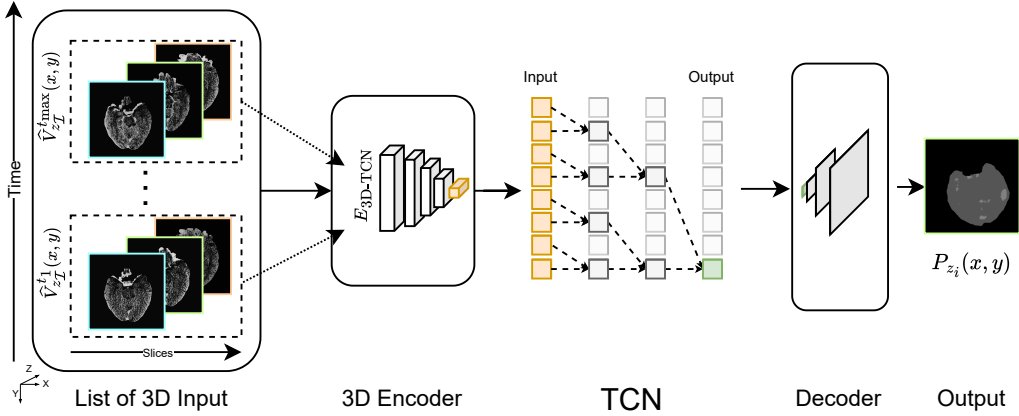 Time
V̂_{z_I}^{t_max}(x, y)
V̂_{z_I}^{t_1}(x, y)
Slices
Z
X
Y
List of 3D Input
E_{3D-TCN}
3D Encoder
Input
Output
TCN
Decoder
P_{z_i}(x, y)
Output